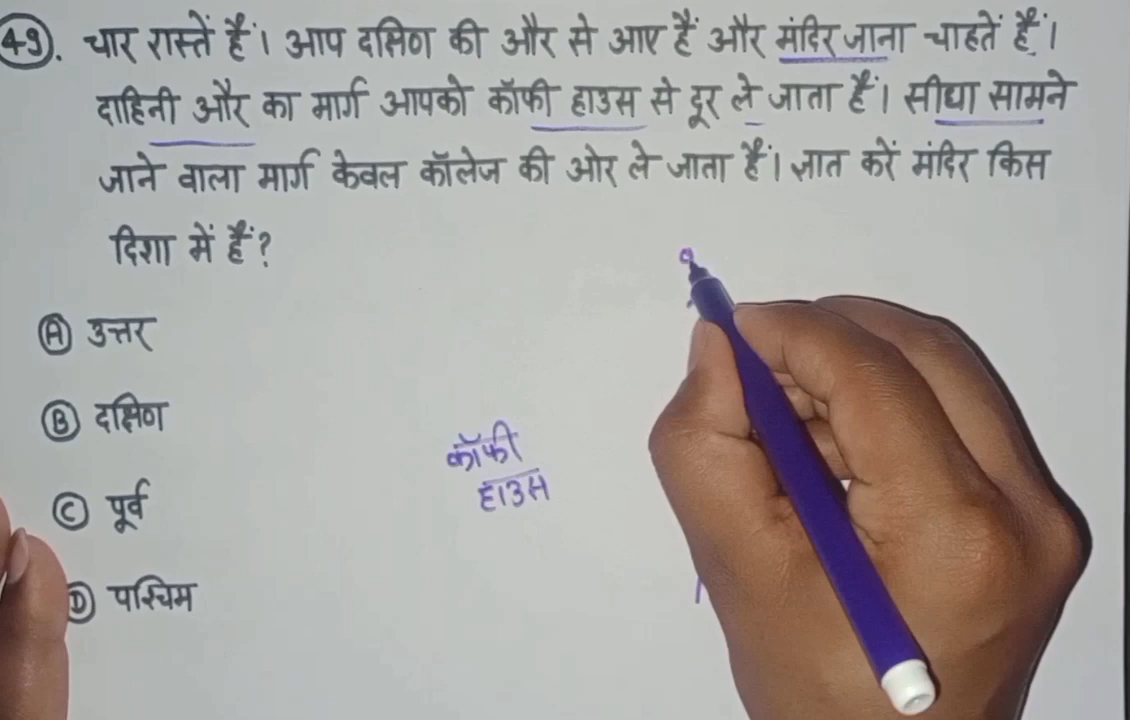 49. चार रास्तें हैं। आप दक्षिण की और से आए हैं और मंदिर जाना चाहतें हैं।
दाहिनी और का मार्ग आपको कॉफी हाउस से दूर ले जाता हैं। सीधा सामने
जाने वाला मार्ग केवल कॉलेज की ओर ले जाता हैं। ज्ञात करें मंदिर किस
दिशा में हैं?
A उत्तर
B दक्षिण
C पूर्व
D पश्चिम
कॉफी
हाउस